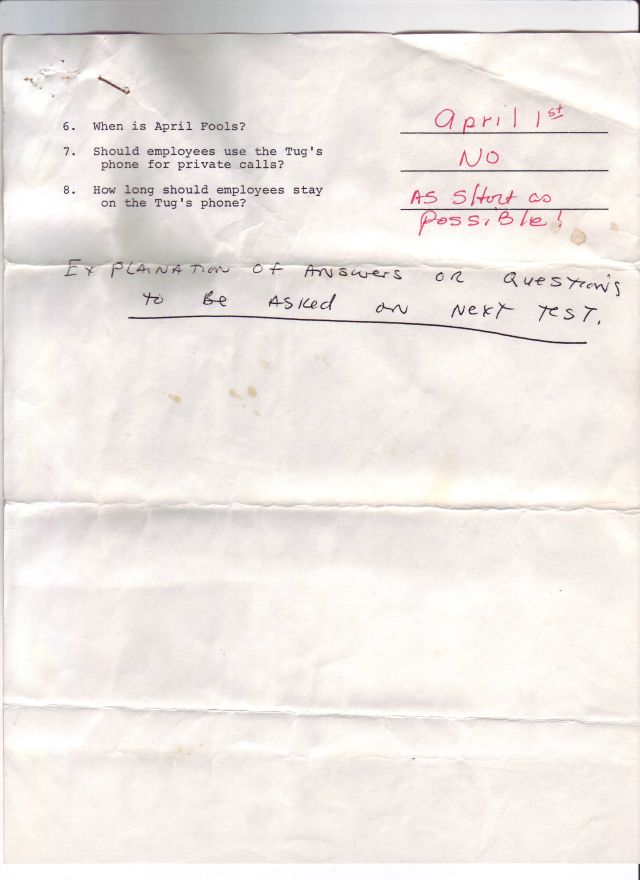 6. When is April Fools? April 1st
7. Should employees use the Tug's NO
phone for private calls?
8. How long should employees stay AS Short as
on the Tug's phone? Possible!
EXPLAINATION OF ANSWERS OR QUESTIONS
to Be ASKed on NexT TEST.